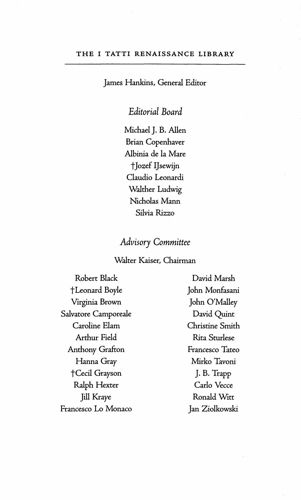 THE I TATTI RENAISSANCE LIBRARY
James Hankins, General Editor
Editorial Board
Michael J. B. Allen
Brian Copenhaver
Albinia de la Mare
†Jozef IJsewijn
Claudio Leonardi
Walther Ludwig
Nicholas Mann
Silvia Rizzo
Advisory Committee
Walter Kaiser, Chairman
Robert Black
†Leonard Boyle
Virginia Brown
Salvatore Camporeale
Caroline Elam
Arthur Field
Anthony Grafton
Hanna Gray
†Cecil Grayson
Ralph Hexter
Jill Kraye
Francesco Lo Monaco
David Marsh
John Monfasani
John O'Malley
David Quint
Christine Smith
Rita Sturlese
Francesco Tateo
Mirko Tavoni
J. B. Trapp
Carlo Vecce
Ronald Witt
Jan Ziolkowski